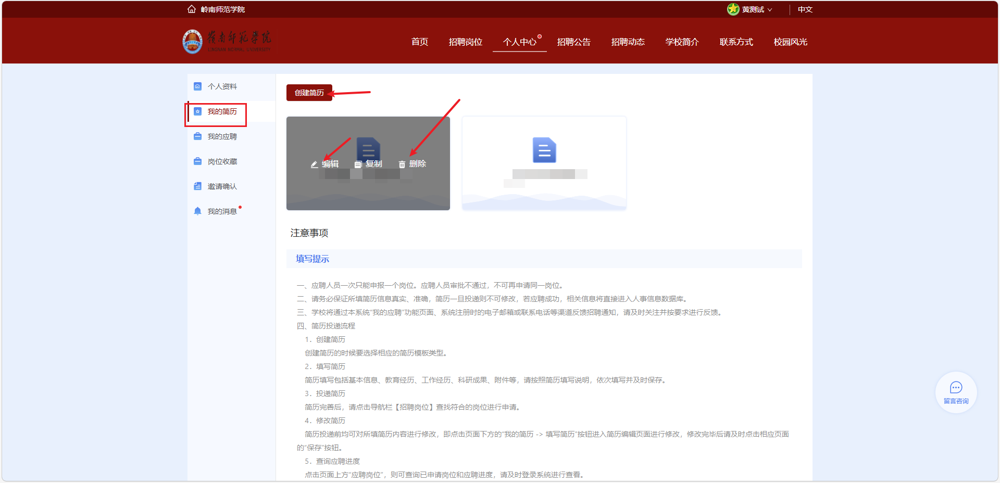 岭南师范学院
黄测试
中文
嶺南師範學院
LINGNAN NORMAL UNIVERSITY
首页
招聘岗位
个人中心
招聘公告
招聘动态
学校简介
联系方式
校园风光
个人资料
我的简历
我的应聘
岗位收藏
邀请确认
我的消息
创建简历
编辑
复制
删除
注意事项
填写提示
一、应聘人员一次只能申报一个岗位。应聘人员审批不通过，不可再申请同一岗位。
二、请务必保证所填简历信息真实、准确，简历一旦投递则不可修改，若应聘成功，相关信息将直接进入人事信息数据库。
三、学校将通过本系统“我的应聘”功能页面、系统注册时的电子邮箱或联系电话等渠道反馈招聘通知，请及时关注并按要求进行反馈。
四、简历投递流程
1．创建简历
创建简历的时候要选择相应的简历模板类型。
2．填写简历
简历填写包括基本信息、教育经历、工作经历、科研成果、附件等，请按照简历填写说明，依次填写并及时保存。
3．投递简历
简历完善后，请点击导航栏【招聘岗位】查找符合的岗位进行申请。
4．修改简历
简历投递前均可对所填简历内容进行修改，即点击页面下方的“我的简历 -> 填写简历”按钮进入简历编辑页面进行修改，修改完毕后请及时点击相应页面
的“保存”按钮。
5．查询应聘进度
点击页面上方“应聘岗位”，则可查询已申请岗位和应聘进度，请及时登录系统进行查看。
留言咨询